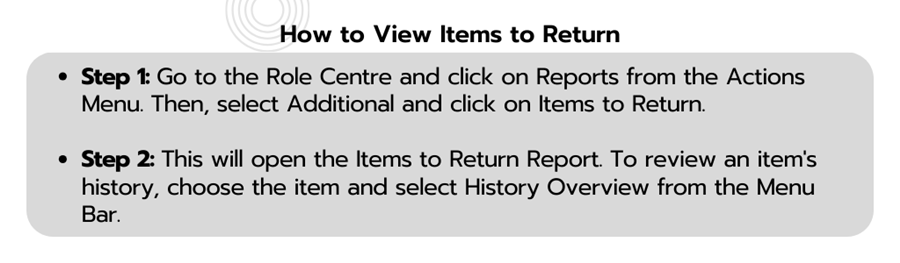 How to View Items to Return
• Step 1: Go to the Role Centre and click on Reports from the Actions
Menu. Then, select Additional and click on Items to Return.
• Step 2: This will open the Items to Return Report. To review an item's
history, choose the item and select History Overview from the Menu
Bar.